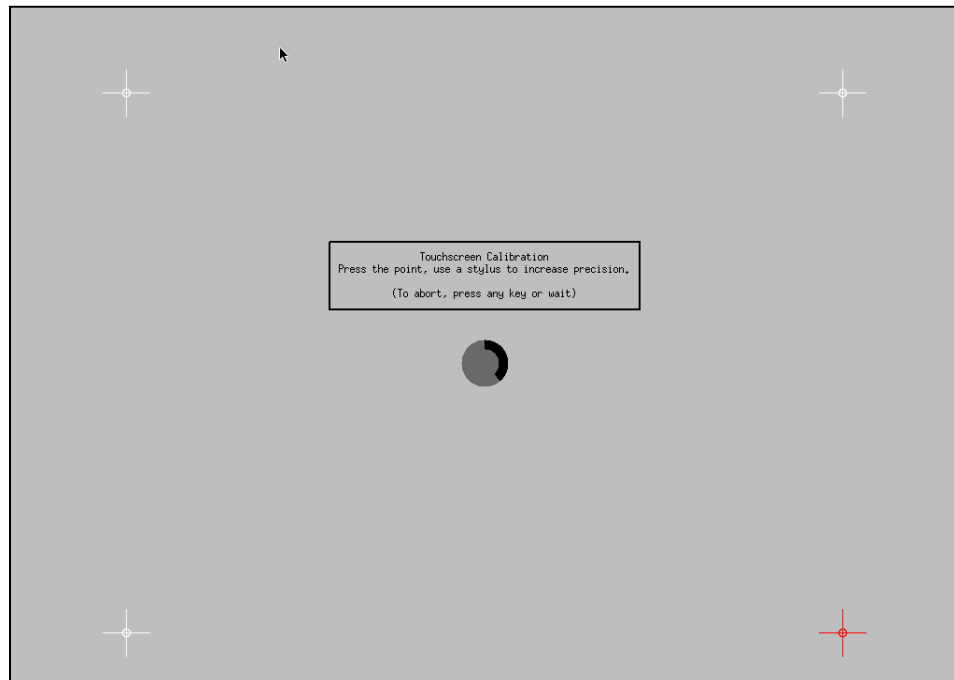 Touchscreen Calibration
Press the point, use a stylus to increase precision.
(To abort, press any key or wait)